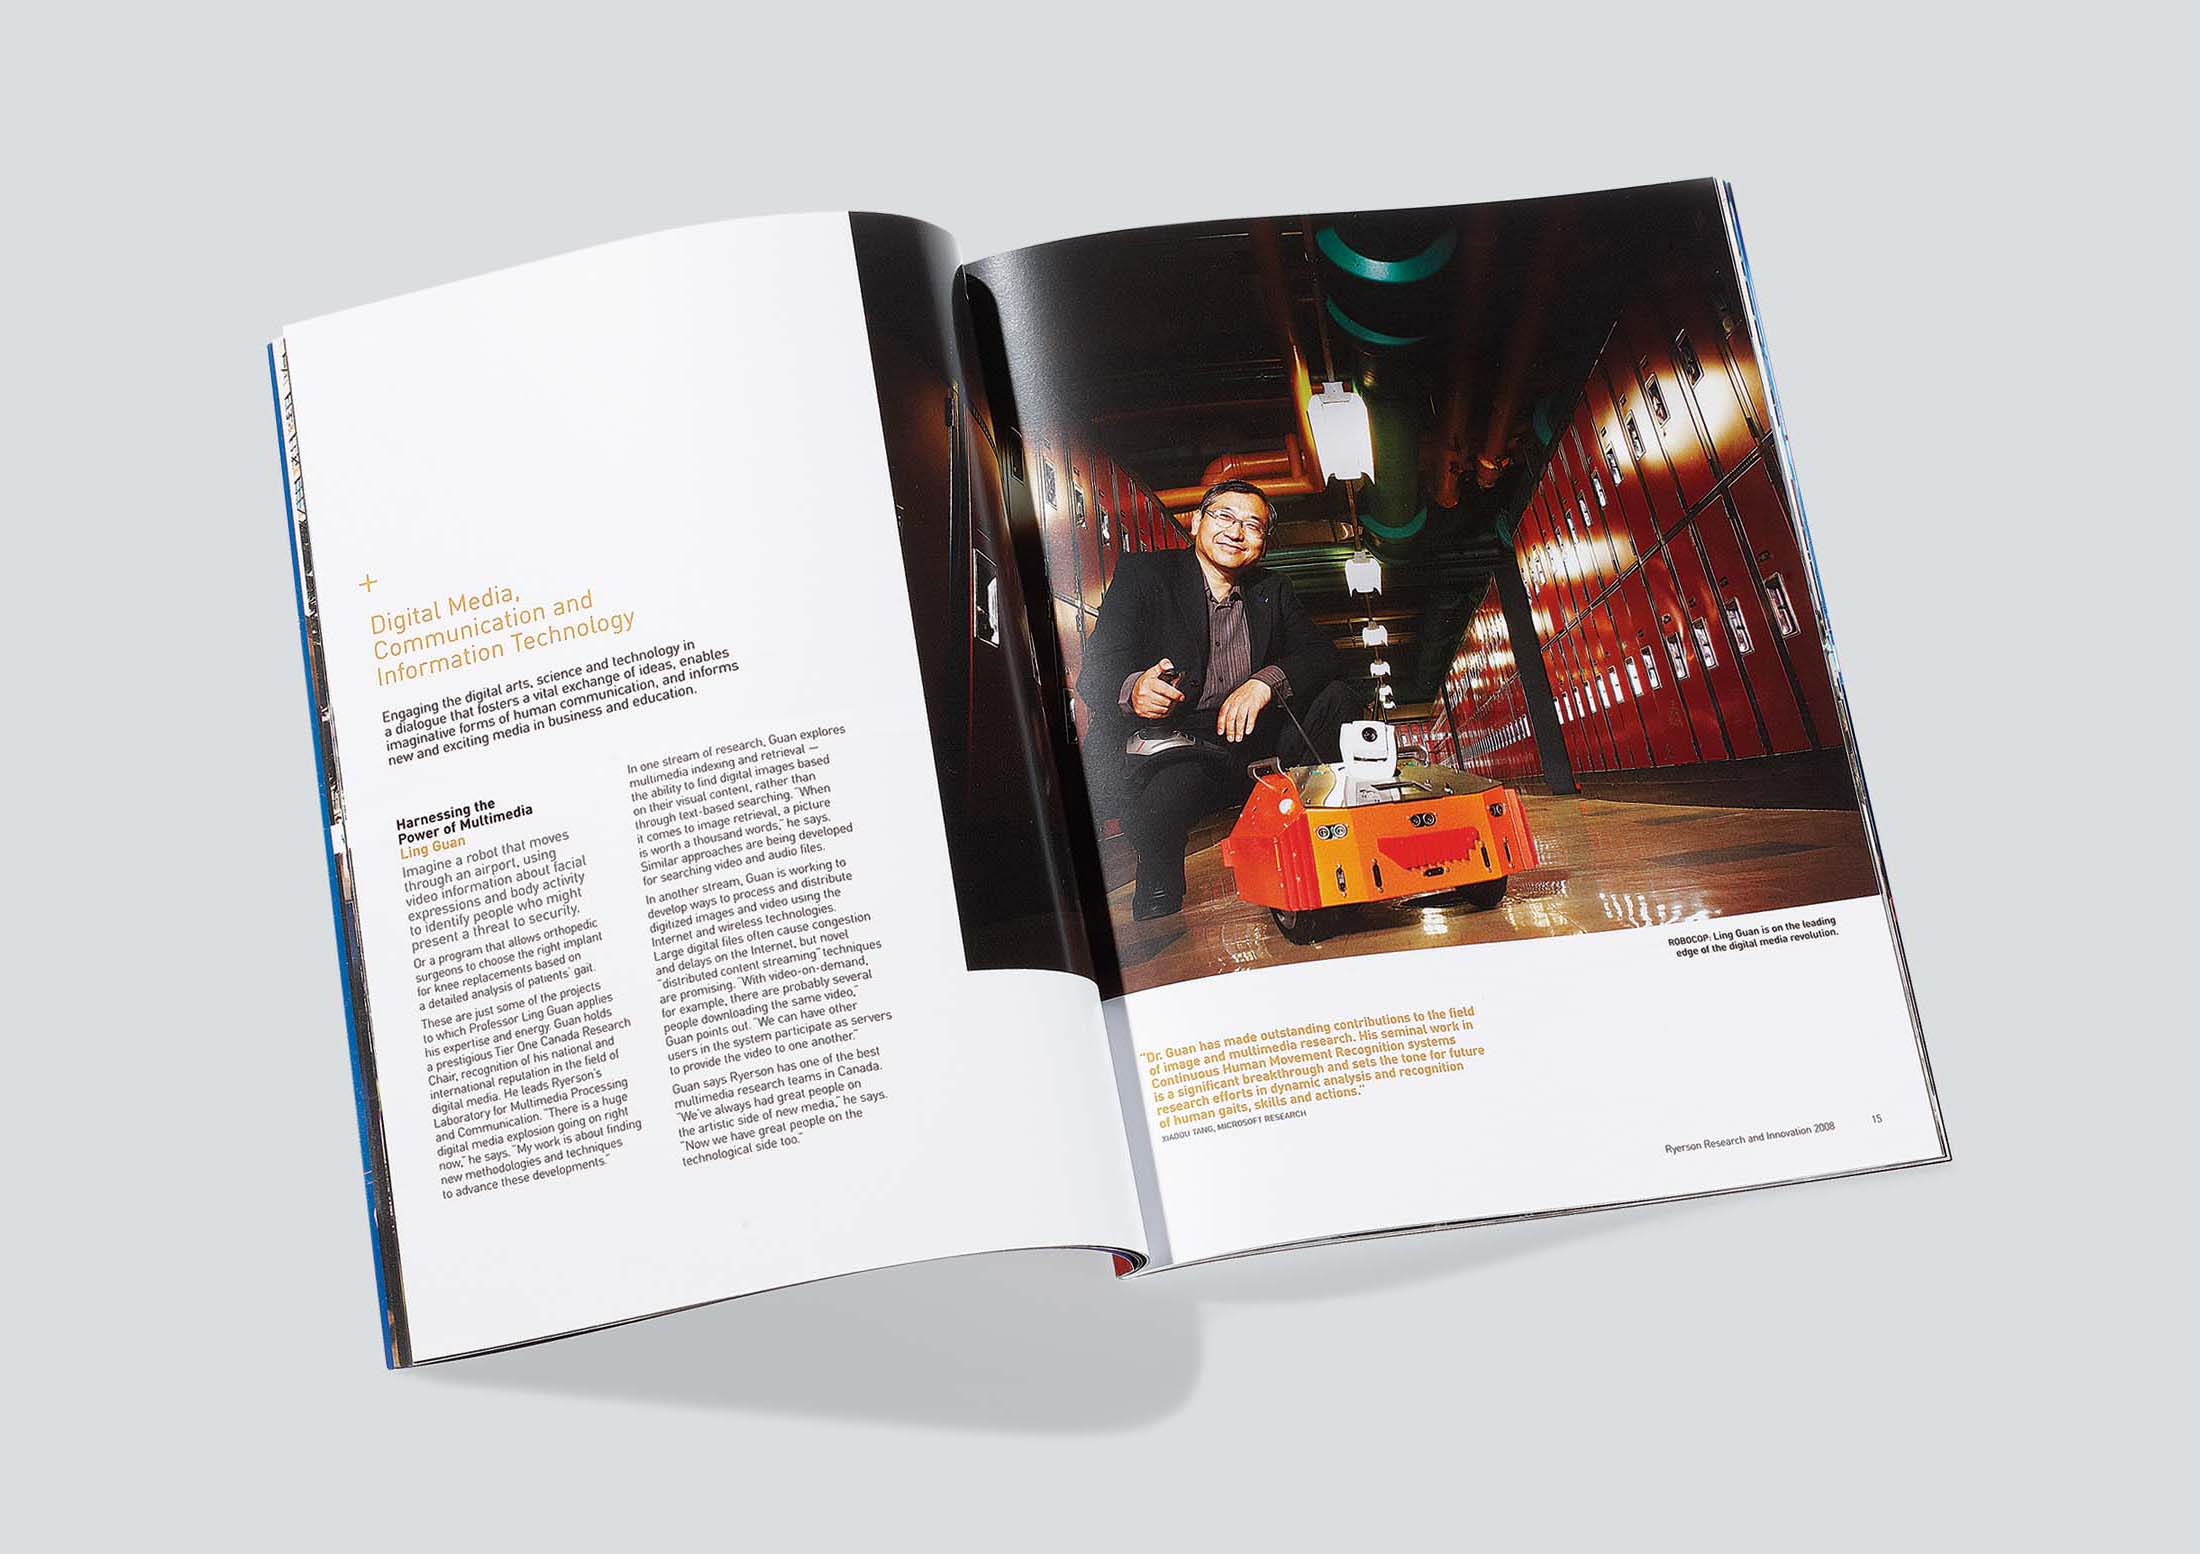 +
Digital Media,
Communication and
Information Technology
Engaging the digital arts, science and technology in
a dialogue that fosters a vital exchange of ideas, enables
imaginative forms of human communication, and informs
new and exciting media in business and education.
Harnessing the
Power of Multimedia
Ling Guan
Imagine a robot that moves
through an airport, using
video information about facial
expressions and body activity
to identify people who might
present a threat to security.
Or a program that allows orthopedic
surgeons to choose the right implant
for knee replacements based on
a detailed analysis of patients' gait.
These are just some of the projects
to which Professor Ling Guan applies
his expertise and energy. Guan holds
a prestigious Tier One Canada Research
Chair, recognition of his national and
international reputation in the field of
digital media. He leads Ryerson's
Laboratory for Multimedia Processing
and Communication. "There is a huge
digital media explosion going on right
now," he says. "My work is about finding
new methodologies and techniques
to advance these developments."
In one stream of research, Guan explores
multimedia indexing and retrieval —
the ability to find digital images based
on their visual content, rather than
through text-based searching. "When
it comes to image retrieval, a picture
is worth a thousand words," he says.
Similar approaches are being developed
for searching video and audio files.
In another stream, Guan is working to
develop ways to process and distribute
digitized images and video using the
Internet and wireless technologies.
Large digital files often cause congestion
and delays on the Internet, but novel
"distributed content streaming" techniques
are promising. "With video-on-demand,
for example, there are probably several
people downloading the same video,"
Guan points out. "We can have other
users in the system participate as servers
to provide the video to one another."
Guan says Ryerson has one of the best
multimedia research teams in Canada.
"We've always had great people on
the artistic side of new media," he says.
"Now we have great people on the
technological side too."
ROBOCOP: Ling Guan is on the leading
edge of the digital media revolution.
"Dr. Guan has made outstanding contributions to the field
of image and multimedia research. His seminal work in
Continuous Human Movement Recognition systems
is a significant breakthrough and sets the tone for future
research efforts in dynamic analysis and recognition
of human gaits, skills and actions."
XIAOOU TANG, MICROSOFT RESEARCH
Ryerson Research and Innovation 2008 15